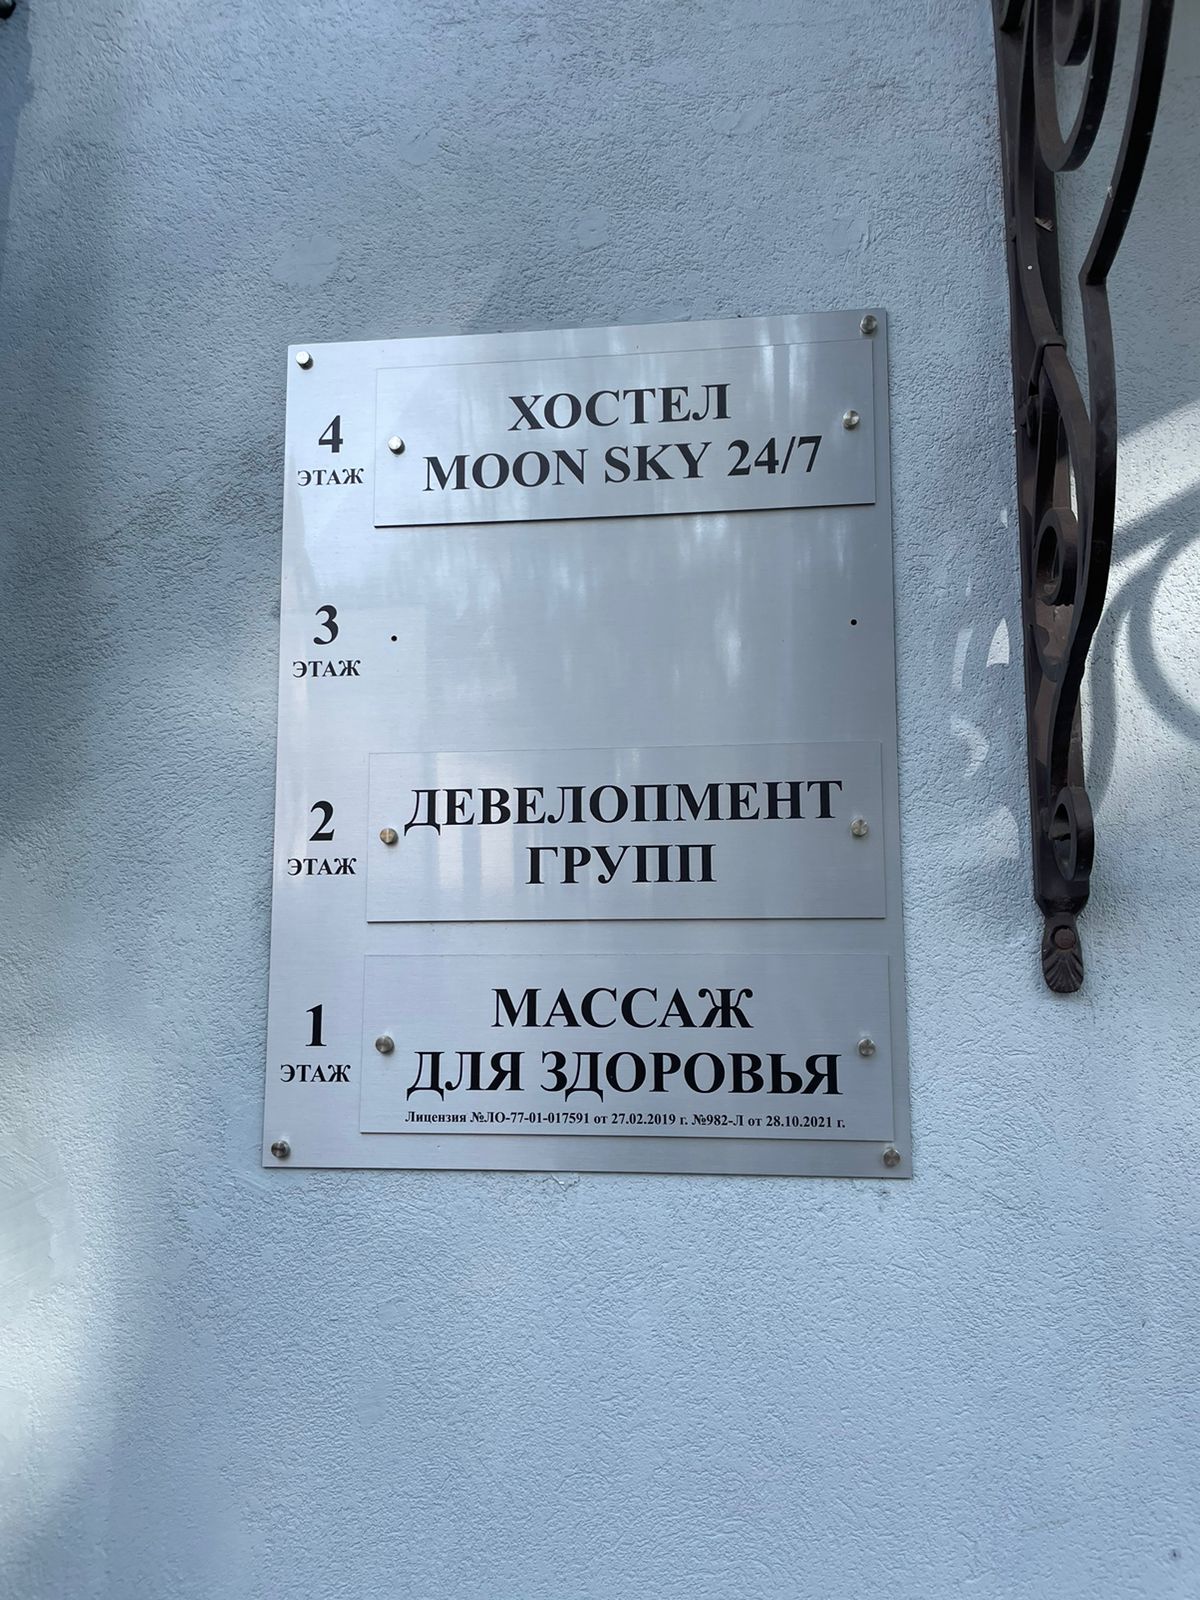 4
ЭТАЖ
ХОСТЕЛ
MOON SKY 24/7
3
ЭТАЖ
2
ЭТАЖ
ДЕВЕЛОПМЕНТ
ГРУПП
1
ЭТАЖ
МАССАЖ
ДЛЯ ЗДОРОВЬЯ
Лицензия №ЛО-77-01-017591 от 27.02.2019 г. №982-Л от 28.10.2021 г.